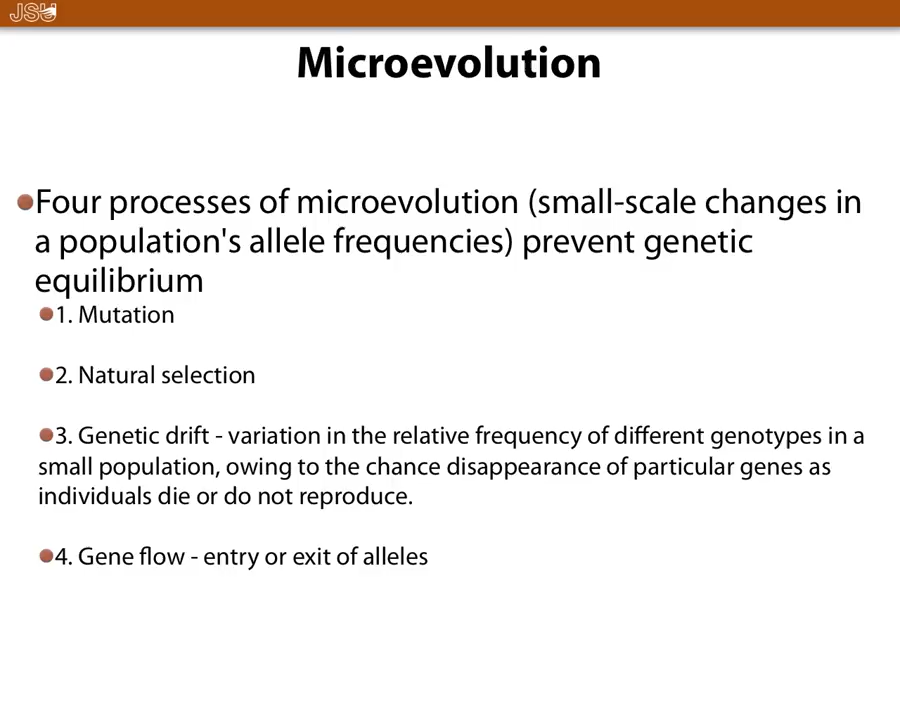 JSU
Microevolution
Four processes of microevolution (small-scale changes in
a population's allele frequencies) prevent genetic
equilibrium
1. Mutation
2. Natural selection
3. Genetic drift - variation in the relative frequency of different genotypes in a
small population, owing to the chance disappearance of particular genes as
individuals die or do not reproduce.
4. Gene flow - entry or exit of alleles